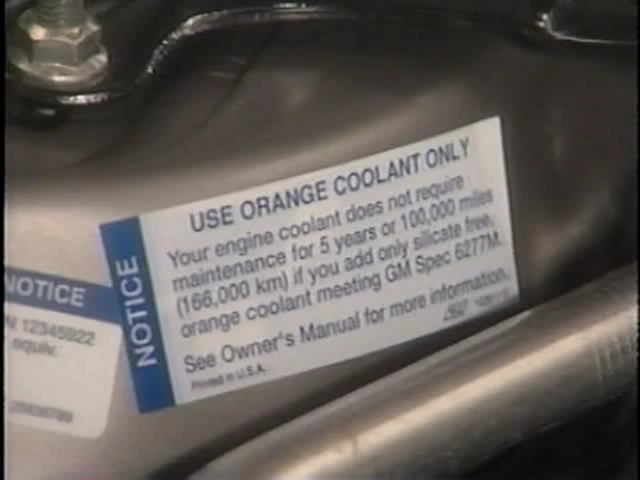 USE ORANGE COOLANT ONLY
Your engine coolant does not require
maintenance for 5 years or 100,000 miles
(166,000 km) if you add only silicate free,
orange coolant meeting GM Spec 6277M.
See Owner's Manual for more information.
Printed in U.S.A.
NOTICE
NOTICE
12345922
equiv.